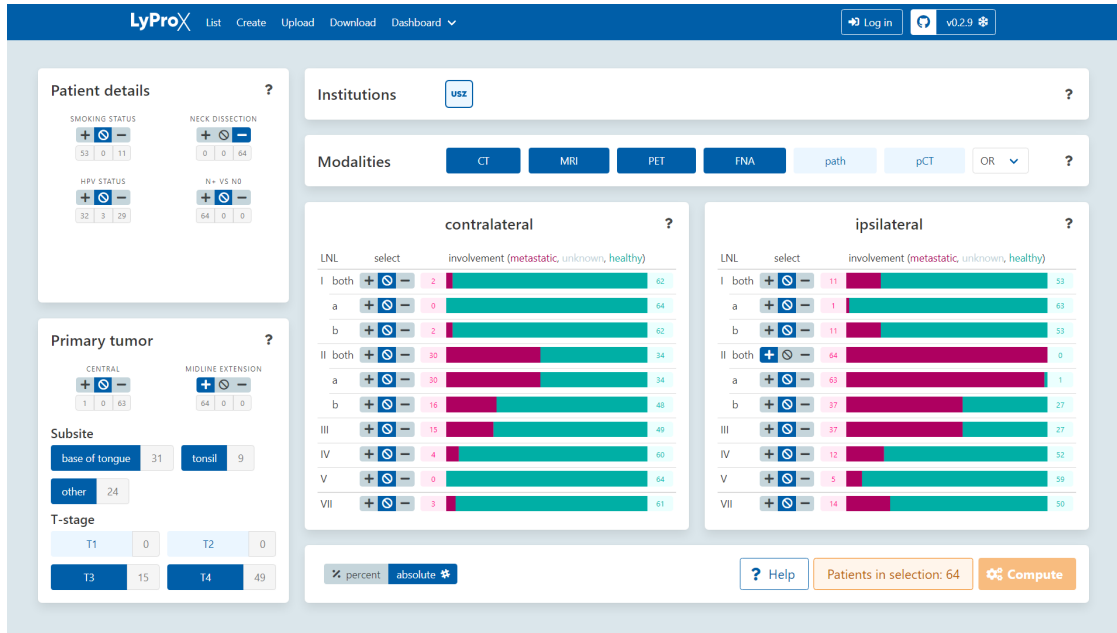 LyProX List Create Upload Download Dashboard Log in v0.2.9
Patient details ?
SMOKING STATUS NECK DISSECTION
53 0 11 0 0 64
HPV STATUS N+ VS N0
32 3 29 64 0 0
Primary tumor ?
CENTRAL MIDLINE EXTENSION
1 0 63 64 0 0
Subsite
base of tongue 31 tonsil 9
other 24
T-stage
T1 0 T2 0
T3 15 T4 49
Institutions USZ ?
Modalities CT MRI PET FNA path pCT OR ?
contralateral ?
LNL select involvement (metastatic, unknown, healthy)
I both 2 62
a 0 64
b 2 62
II both 30 34
a 30 34
b 16 48
III 15 49
IV 4 60
V 0 64
VII 3 61
ipsilateral ?
LNL select involvement (metastatic, unknown, healthy)
I both 11 53
a 1 63
b 11 53
II both 64 0
a 63 1
b 37 27
III 37 27
IV 12 52
V 5 59
VII 14 50
% percent absolute ? Help Patients in selection: 64 Compute